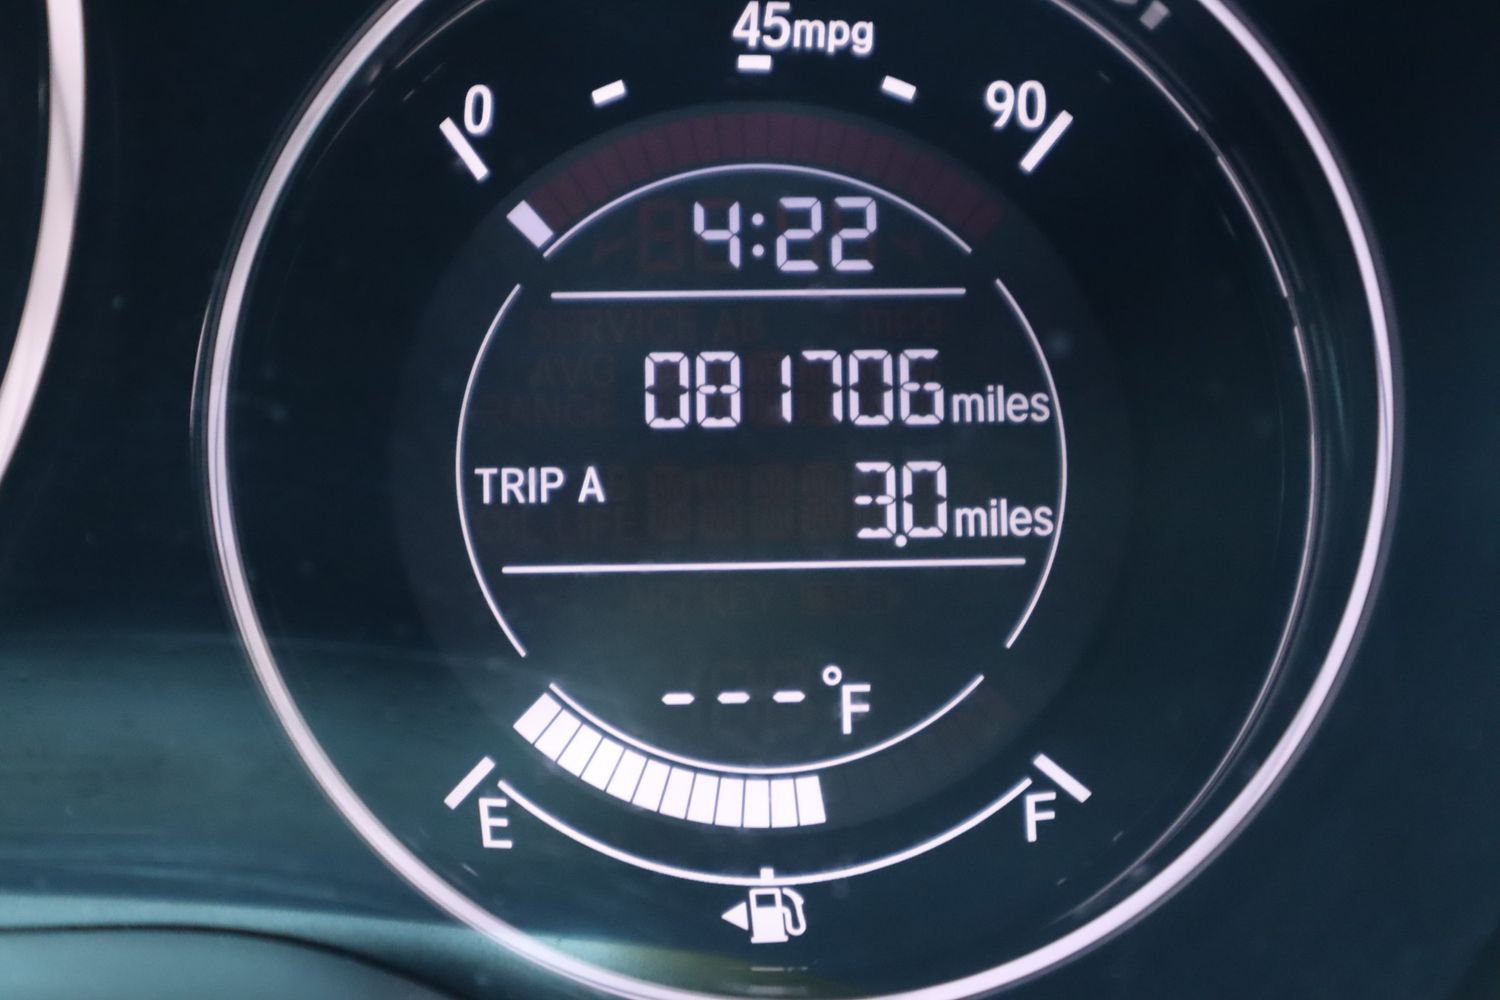 45mpg
0 90
4:22
081706 miles
TRIP A 3.0 miles
- - - °F
E F